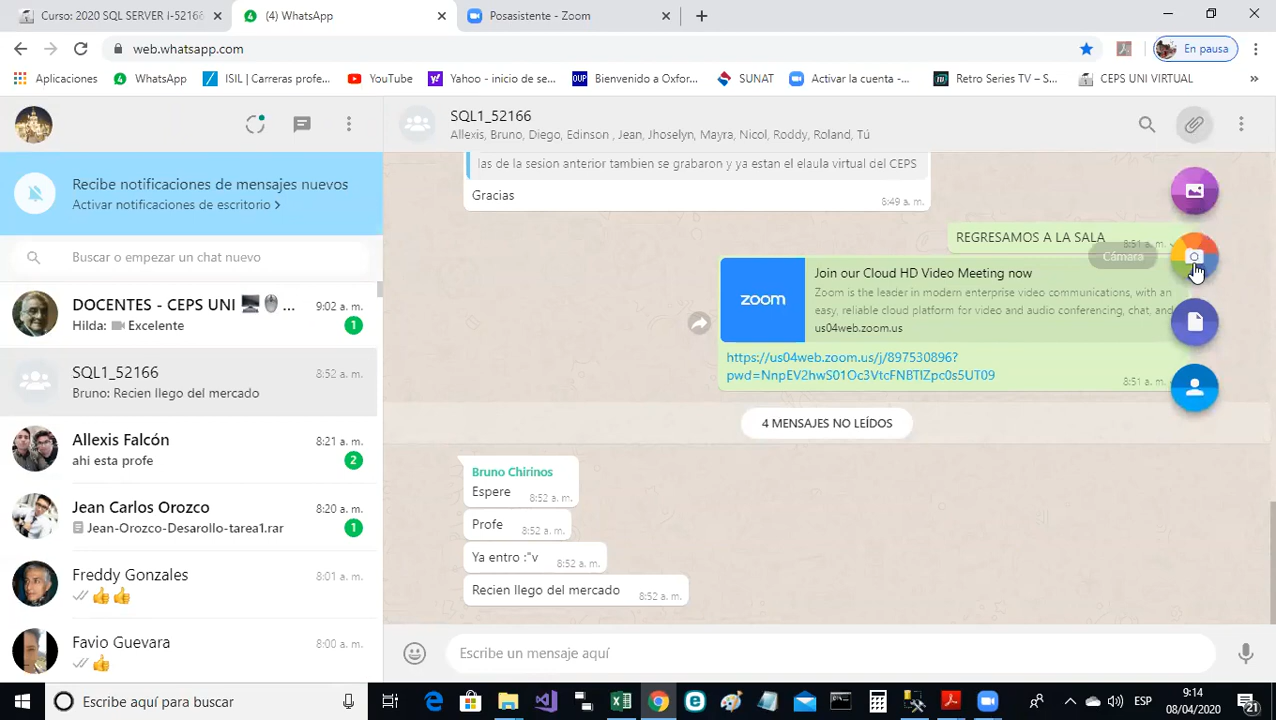 Curso: 2020 SQL SERVER I-52166
(4) WhatsApp
Posasistente - Zoom
web.whatsapp.com
En pausa
Aplicaciones
WhatsApp
ISIL | Carreras profe...
YouTube
Yahoo - inicio de se...
Bienvenido a Oxfor...
SUNAT
Activar la cuenta -...
Retro Series TV – S...
CEPS UNI VIRTUAL
SQL1_52166
Allexis, Bruno, Diego, Edinson , Jean, Jhoselyn, Mayra, Nicol, Roddy, Roland, Tú
Recibe notificaciones de mensajes nuevos
Activar notificaciones de escritorio >
Buscar o empezar un chat nuevo
DOCENTES - CEPS UNI ... 9:02 a. m.
Hilda: Excelente 1
SQL1_52166 8:52 a. m.
Bruno: Recien llego del mercado
Allexis Falcón 8:21 a. m.
ahi esta profe 2
Jean Carlos Orozco 8:20 a. m.
Jean-Orozco-Desarollo-tarea1.rar 1
Freddy Gonzales 8:01 a. m.
Favio Guevara 8:00 a. m.
las de la sesion anterior tambien se grabaron y ya estan el elaula virtual del CEPS
Gracias 8:49 a. m.
REGRESAMOS A LA SALA 8:51 a. m.
Cámara
zoom
Join our Cloud HD Video Meeting now
Zoom is the leader in modern enterprise video communications, with an
easy, reliable cloud platform for video and audio conferencing, chat, and
us04web.zoom.us
https://us04web.zoom.us/j/897530896?
8:51 a. m.
4 MENSAJES NO LEÍDOS
Bruno Chirinos
Espere 8:52 a. m.
Profe 8:52 a. m.
Ya entro :"v 8:52 a. m.
Recien llego del mercado 8:52 a. m.
Escribe un mensaje aquí
Escribe aquí para buscar
ESP
9:14
08/04/2020
21